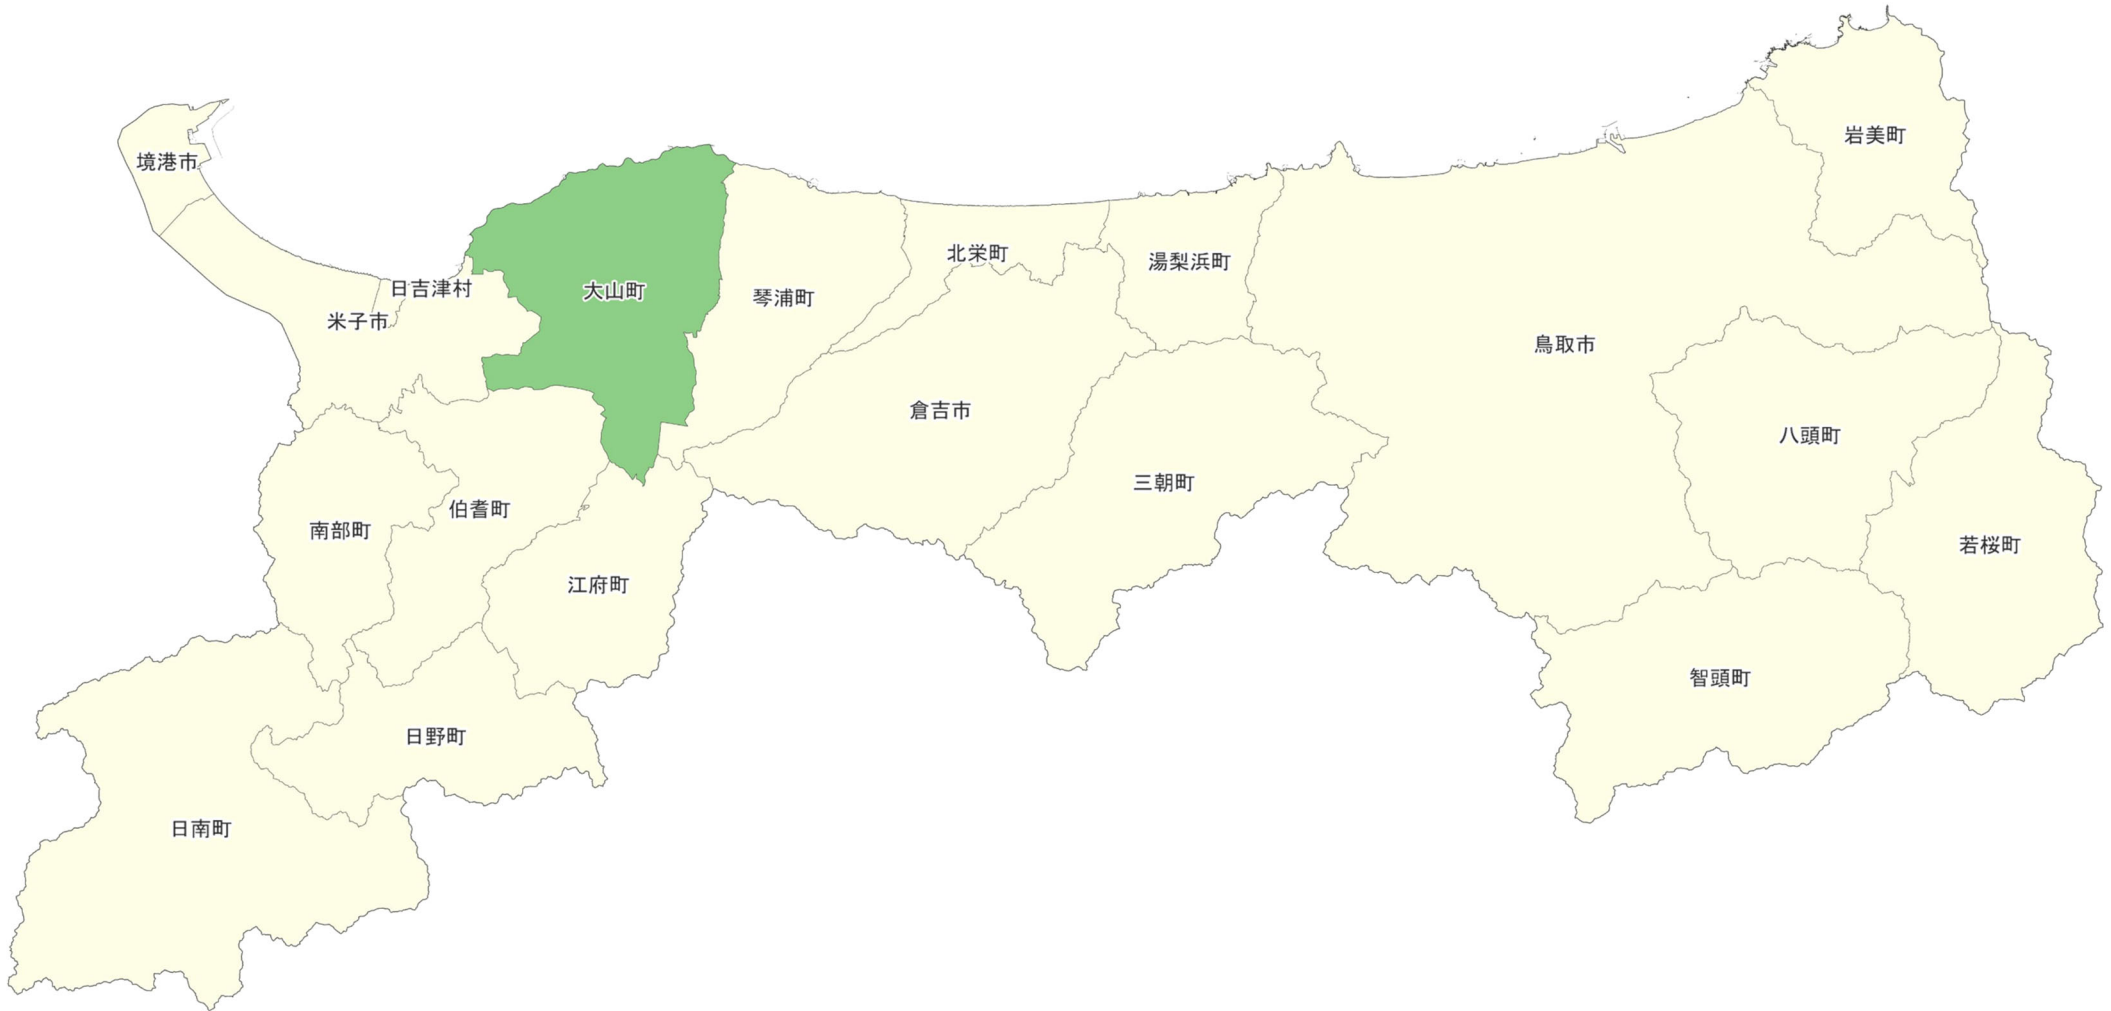 岩美町
境港市
北栄町
湯梨浜町
日吉津村
大山町
琴浦町
米子市
鳥取市
倉吉市
八頭町
三朝町
伯耆町
南部町
若桜町
江府町
智頭町
日野町
日南町